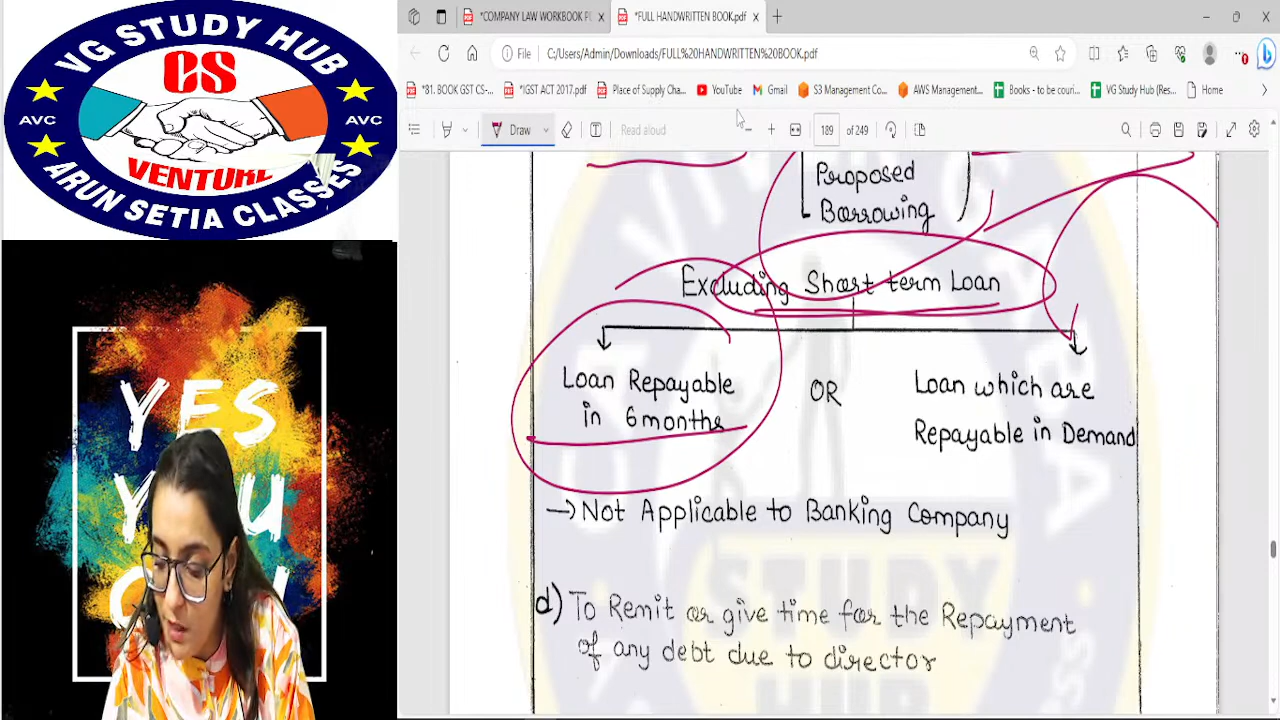 VG STUDY HUB
CS
AVC
AVC
VENTURE
ARUN SETIA CLASSES
YES
*COMPANY LAW WORKBOOK P
*FULL HANDWRITTEN BOOK.pdf
File
C:/Users/Admin/Downloads/FULL%20HANDWRITTEN%20BOOK.pdf
*81. BOOK GST CS-...
*IGST ACT 2017.pdf
Place of Supply Cha...
YouTube
Gmail
S3 Management Co...
AWS Management...
Books - to be couri...
VG Study Hub (Res...
Home
Draw
Read aloud
189
of 249
Proposed
Borrowing
Excluding Short term Loan
Loan Repayable
in 6 months
OR
Loan which are
Repayable in Demand
→ Not Applicable to Banking Company
d) To Remit or give time for the Repayment
of any debt due to director